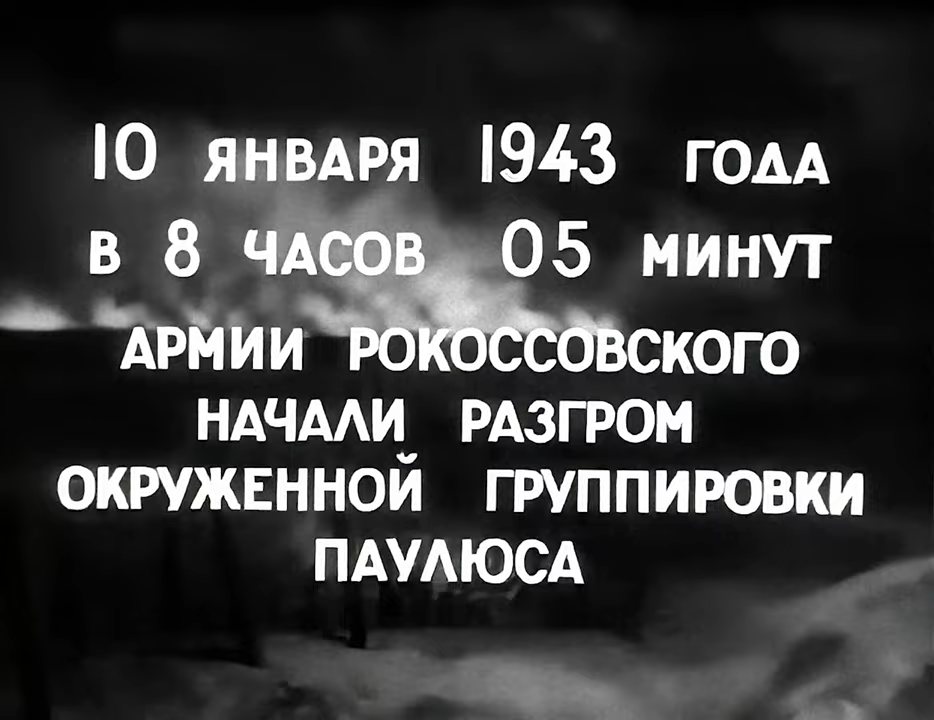 10 ЯНВАРЯ 1943 ГОДА
В 8 ЧАСОВ 05 МИНУТ
АРМИИ РОКОССОВСКОГО
НАЧАЛИ РАЗГРОМ
ОКРУЖЕННОЙ ГРУППИРОВКИ
ПАУЛЮСА